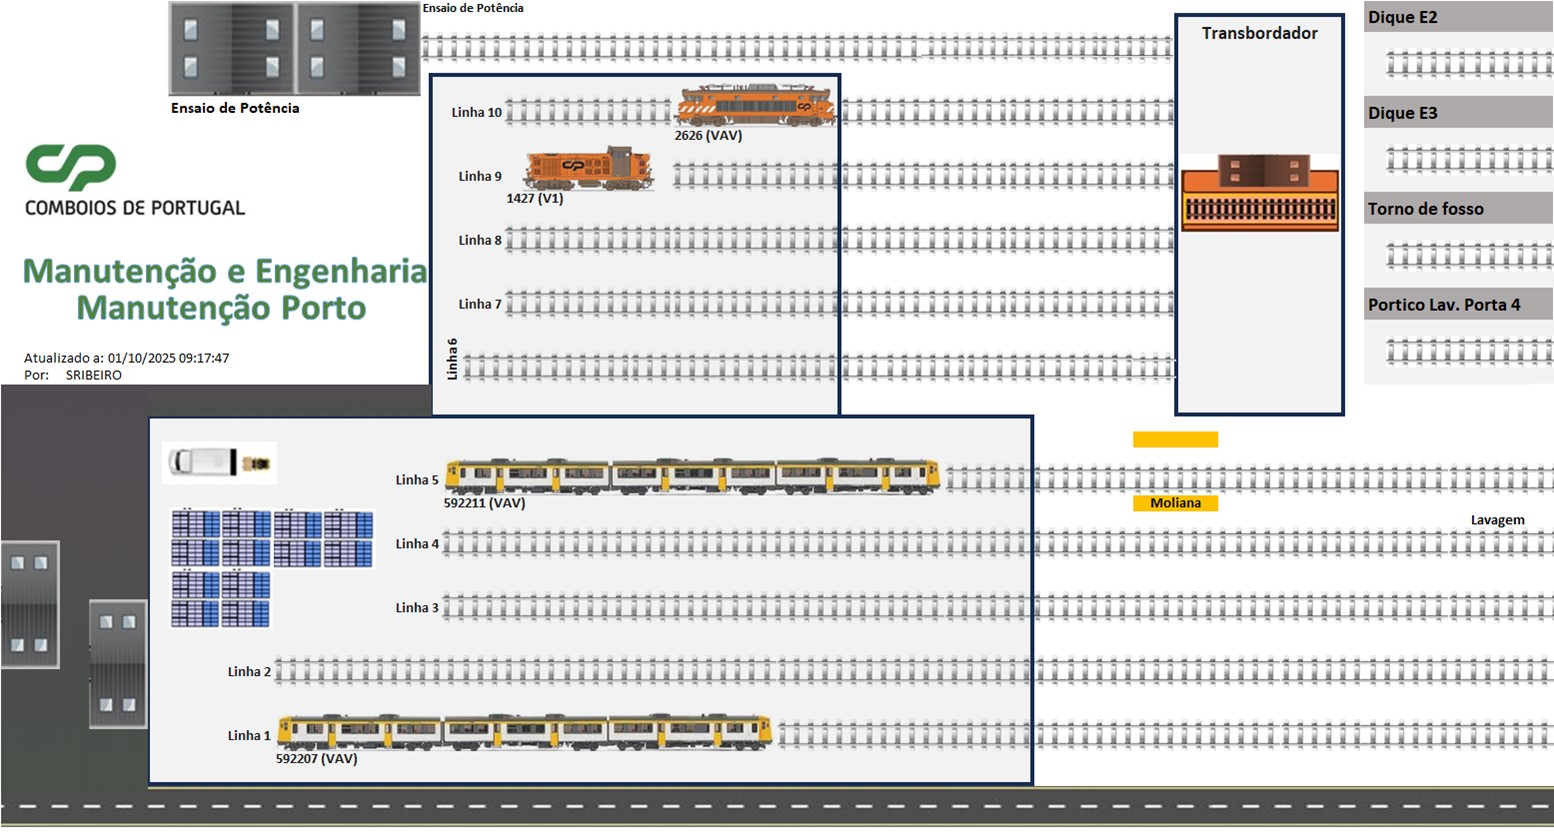 Ensaio de Potência
Ensaio de Potência
CP
COMBOIOS DE PORTUGAL
Manutenção e Engenharia
Manutenção Porto
Atualizado a: 01/10/2025 09:17:47
Por: SRIBEIRO
Linha 10
2626 (VAV)
Linha 9
1427 (V1)
Linha 8
Linha 7
Linha6
Transbordador
Dique E2
Dique E3
Torno de fosso
Portico Lav. Porta 4
Linha 5
592211 (VAV)
Moliana
Lavagem
Linha 4
Linha 3
Linha 2
Linha 1
592207 (VAV)